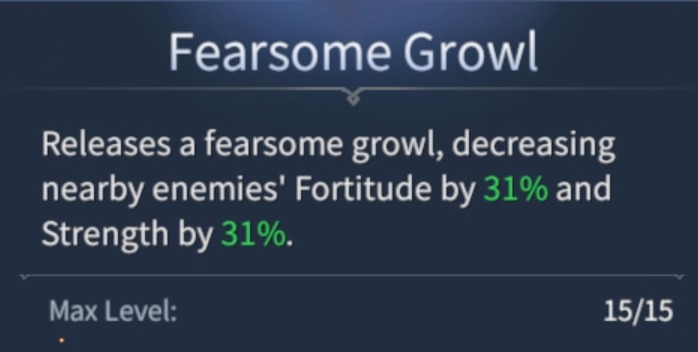 Fearsome Growl
Releases a fearsome growl, decreasing
nearby enemies' Fortitude by 31% and
Strength by 31%.
Max Level: 15/15